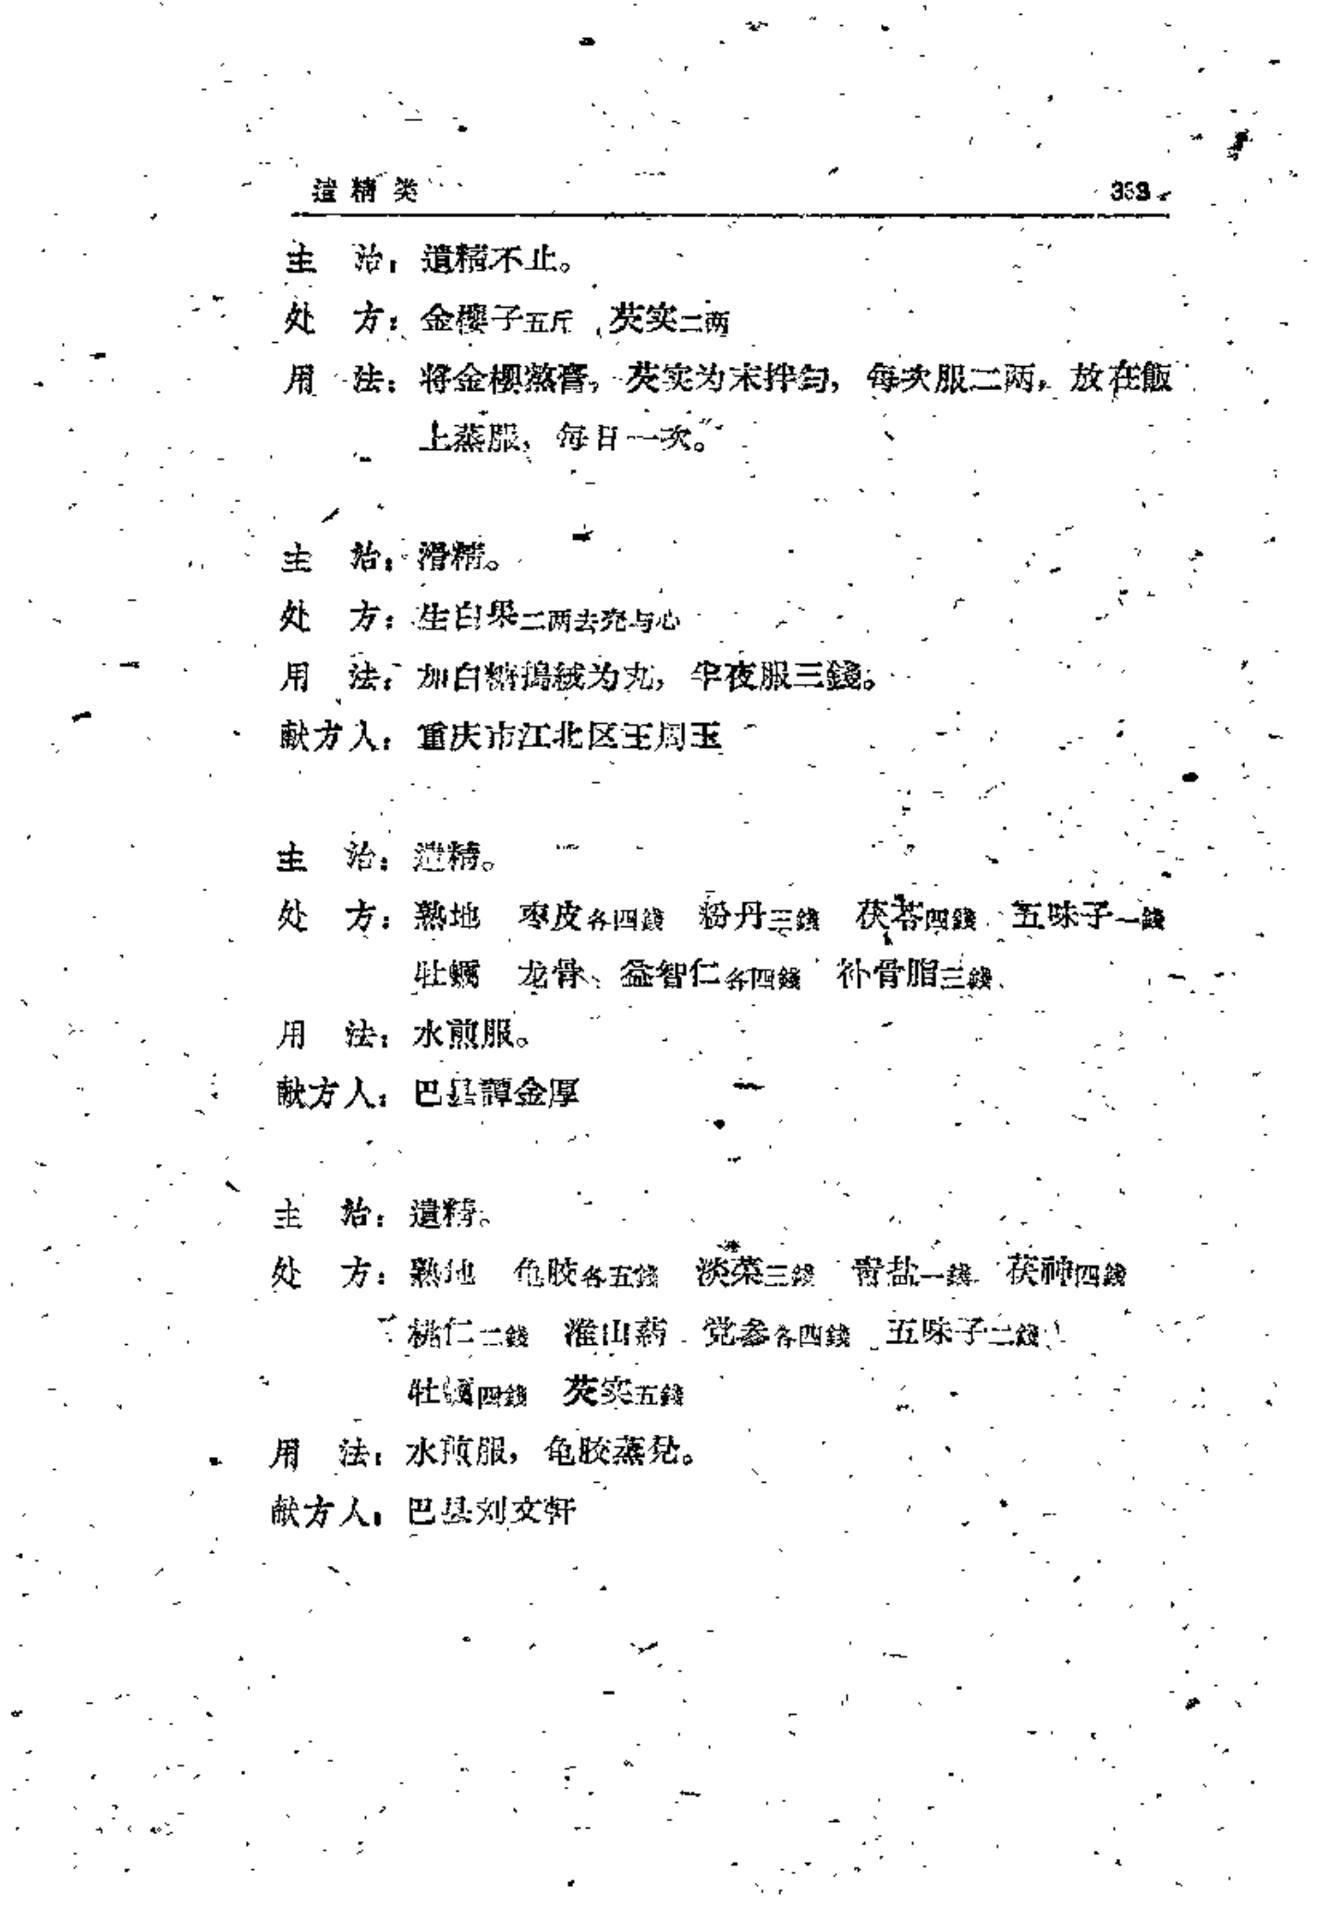 遺精类
主　治：遺精不止。
处　方：金樱子五斤　芡实二两
用　法：将金樱熬膏，芡实为末拌匀，每次服二两，放在飯
上蒸服，每日一次。
主　治：滑精。
处　方：生白果二两去壳与心
用　法：加白糖搗絨为丸，半夜服三錢。
献方人：重庆市江北区王周玉
主　治：遺精。
处　方：熟地　枣皮各四錢　粉丹三錢　茯苓四錢　五味子一錢
牡蠣　龙骨　益智仁各四錢　补骨脂三錢
用　法：水煎服。
献方人：巴县譚金厚
主　治：遺精。
处　方：熟地　龟胶各五錢　淡菜三錢　青盐一錢　茯神四錢
桃仁二錢　淮山葯　党参各四錢　五味子二錢
牡蠣四錢　芡实五錢
用　法：水煎服，龟胶蒸兑。
献方人：巴县刘文轩